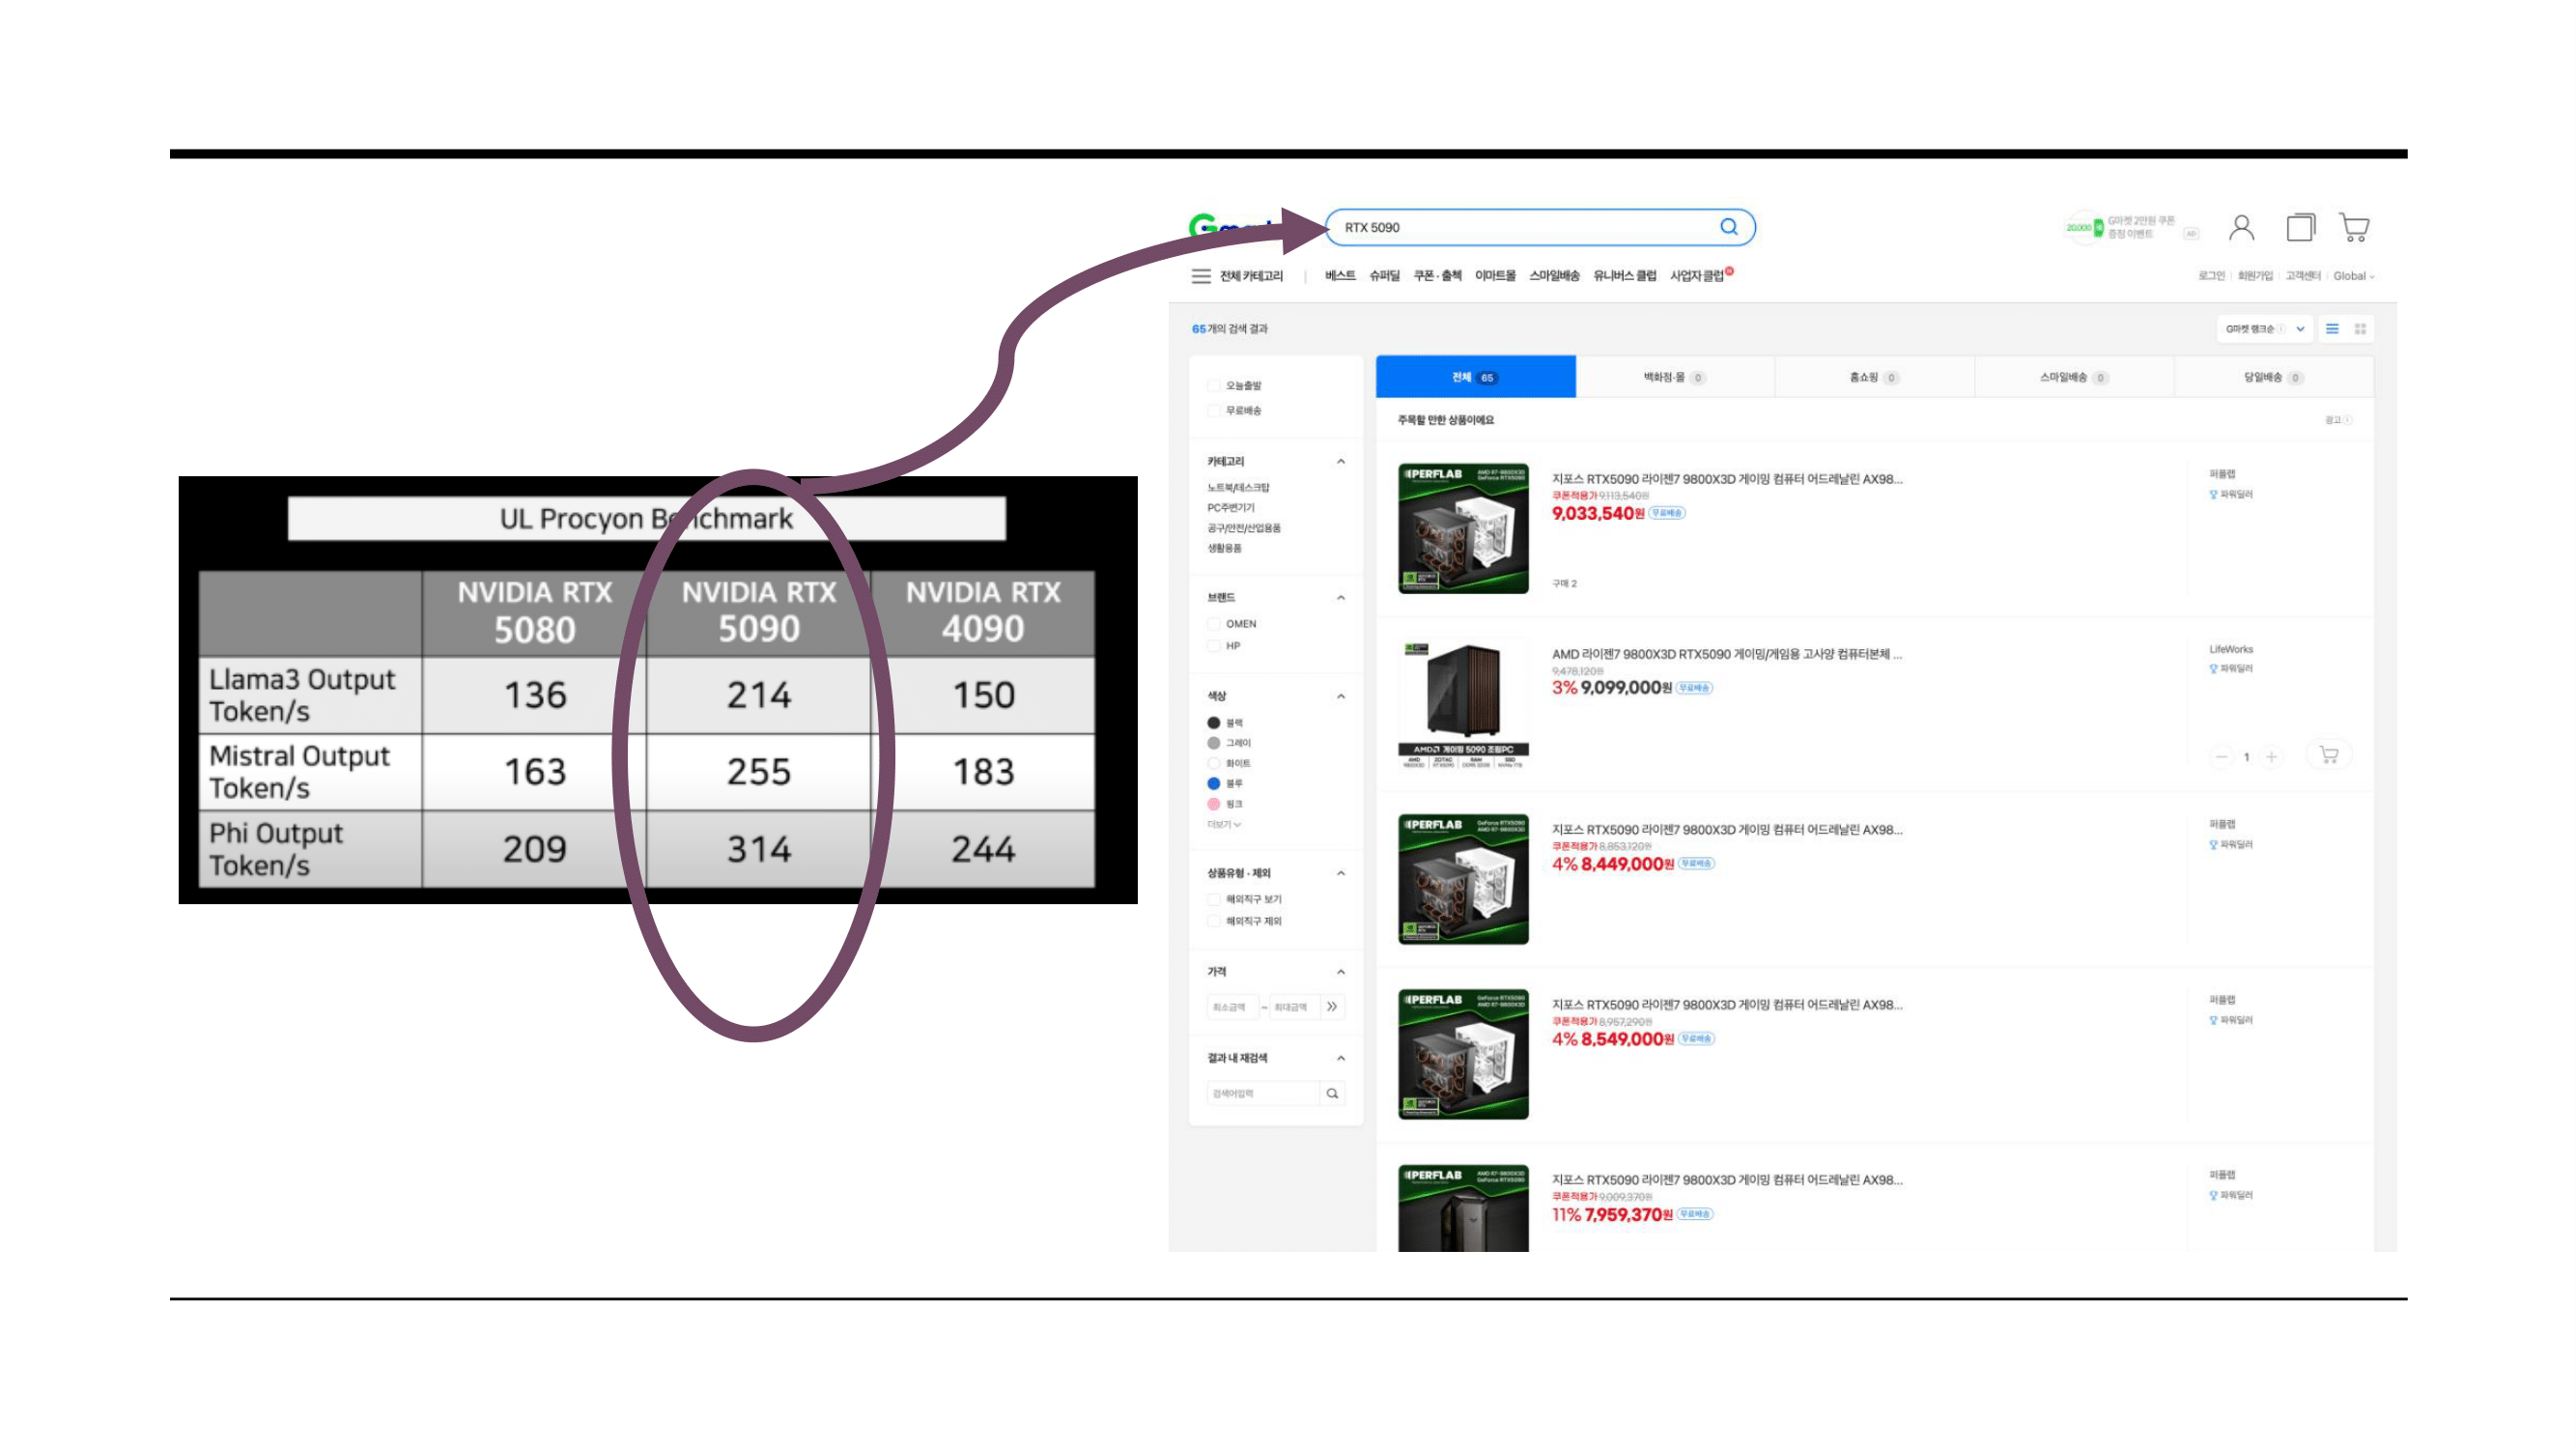 UL Procyon Benchmark
NVIDIA RTX 5080
NVIDIA RTX 5090
NVIDIA RTX 4090
Llama3 Output Token/s
136
214
150
Mistral Output Token/s
163
255
183
Phi Output Token/s
209
314
244
RTX 5090
G마켓 2만원 쿠폰
증정 이벤트
AD
전체 카테고리
베스트
슈퍼딜
쿠폰·출첵
이마트몰
스마일배송
유니버스 클럽
사업자 클럽
로그인
회원가입
고객센터
Global
65개의 검색 결과
G마켓 랭크순
오늘출발
무료배송
카테고리
노트북/데스크탑
PC주변기기
공구/안전/산업용품
생활용품
브랜드
OMEN
HP
색상
블랙
그레이
화이트
블루
핑크
더보기
상품유형·제외
해외직구 보기
해외직구 제외
가격
최소금액 ~ 최대금액
결과 내 재검색
검색어입력
전체 65
백화점·몰 0
홈쇼핑 0
스마일배송 0
당일배송 0
주목할 만한 상품이에요
광고
PERFLAB
지포스 RTX5090 라이젠7 9800X3D 게이밍 컴퓨터 어드레날린 AX98...
쿠폰적용가 9,113,540원
9,033,540원 무료배송
구매 2
퍼플랩
파워딜러
AMD 라이젠7 9800X3D RTX5090 게이밍/게임용 고사양 컴퓨터본체 ...
9,478,120원
3% 9,099,000원 무료배송
LifeWorks
파워딜러
1
PERFLAB
지포스 RTX5090 라이젠7 9800X3D 게이밍 컴퓨터 어드레날린 AX98...
쿠폰적용가 8,853,120원
4% 8,449,000원 무료배송
퍼플랩
파워딜러
PERFLAB
지포스 RTX5090 라이젠7 9800X3D 게이밍 컴퓨터 어드레날린 AX98...
쿠폰적용가 8,957,290원
4% 8,549,000원 무료배송
퍼플랩
파워딜러
PERFLAB
지포스 RTX5090 라이젠7 9800X3D 게이밍 컴퓨터 어드레날린 AX98...
쿠폰적용가 9,009,370원
11% 7,959,370원 무료배송
퍼플랩
파워딜러